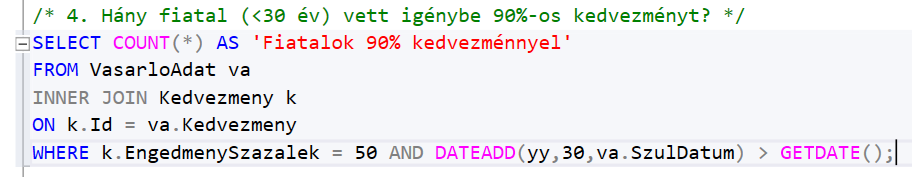 /* 4. Hány fiatal (<30 év) vett igénybe 90%-os kedvezményt? */
SELECT COUNT(*) AS 'Fiatalok 90% kedvezménnyel'
FROM VasarloAdat va
INNER JOIN Kedvezmeny k
ON k.Id = va.Kedvezmeny
WHERE k.EngedmenySzazalek = 50 AND DATEADD(yy,30,va.SzulDatum) > GETDATE();